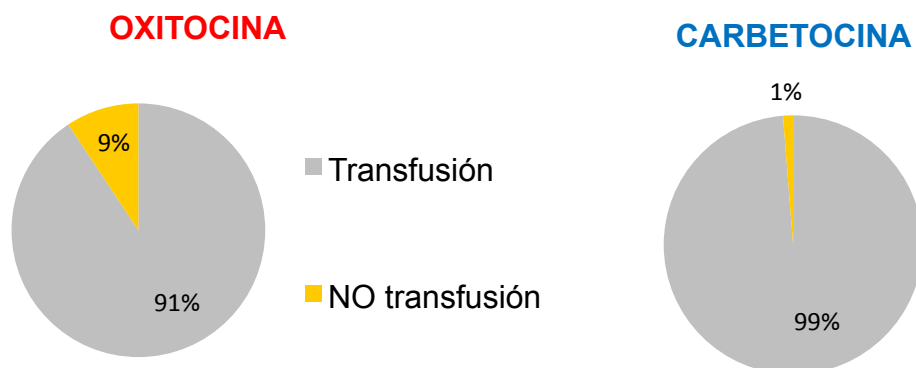 OXITOCINA
9%
91%
Transfusión
NO transfusión
CARBETOCINA
1%
99%